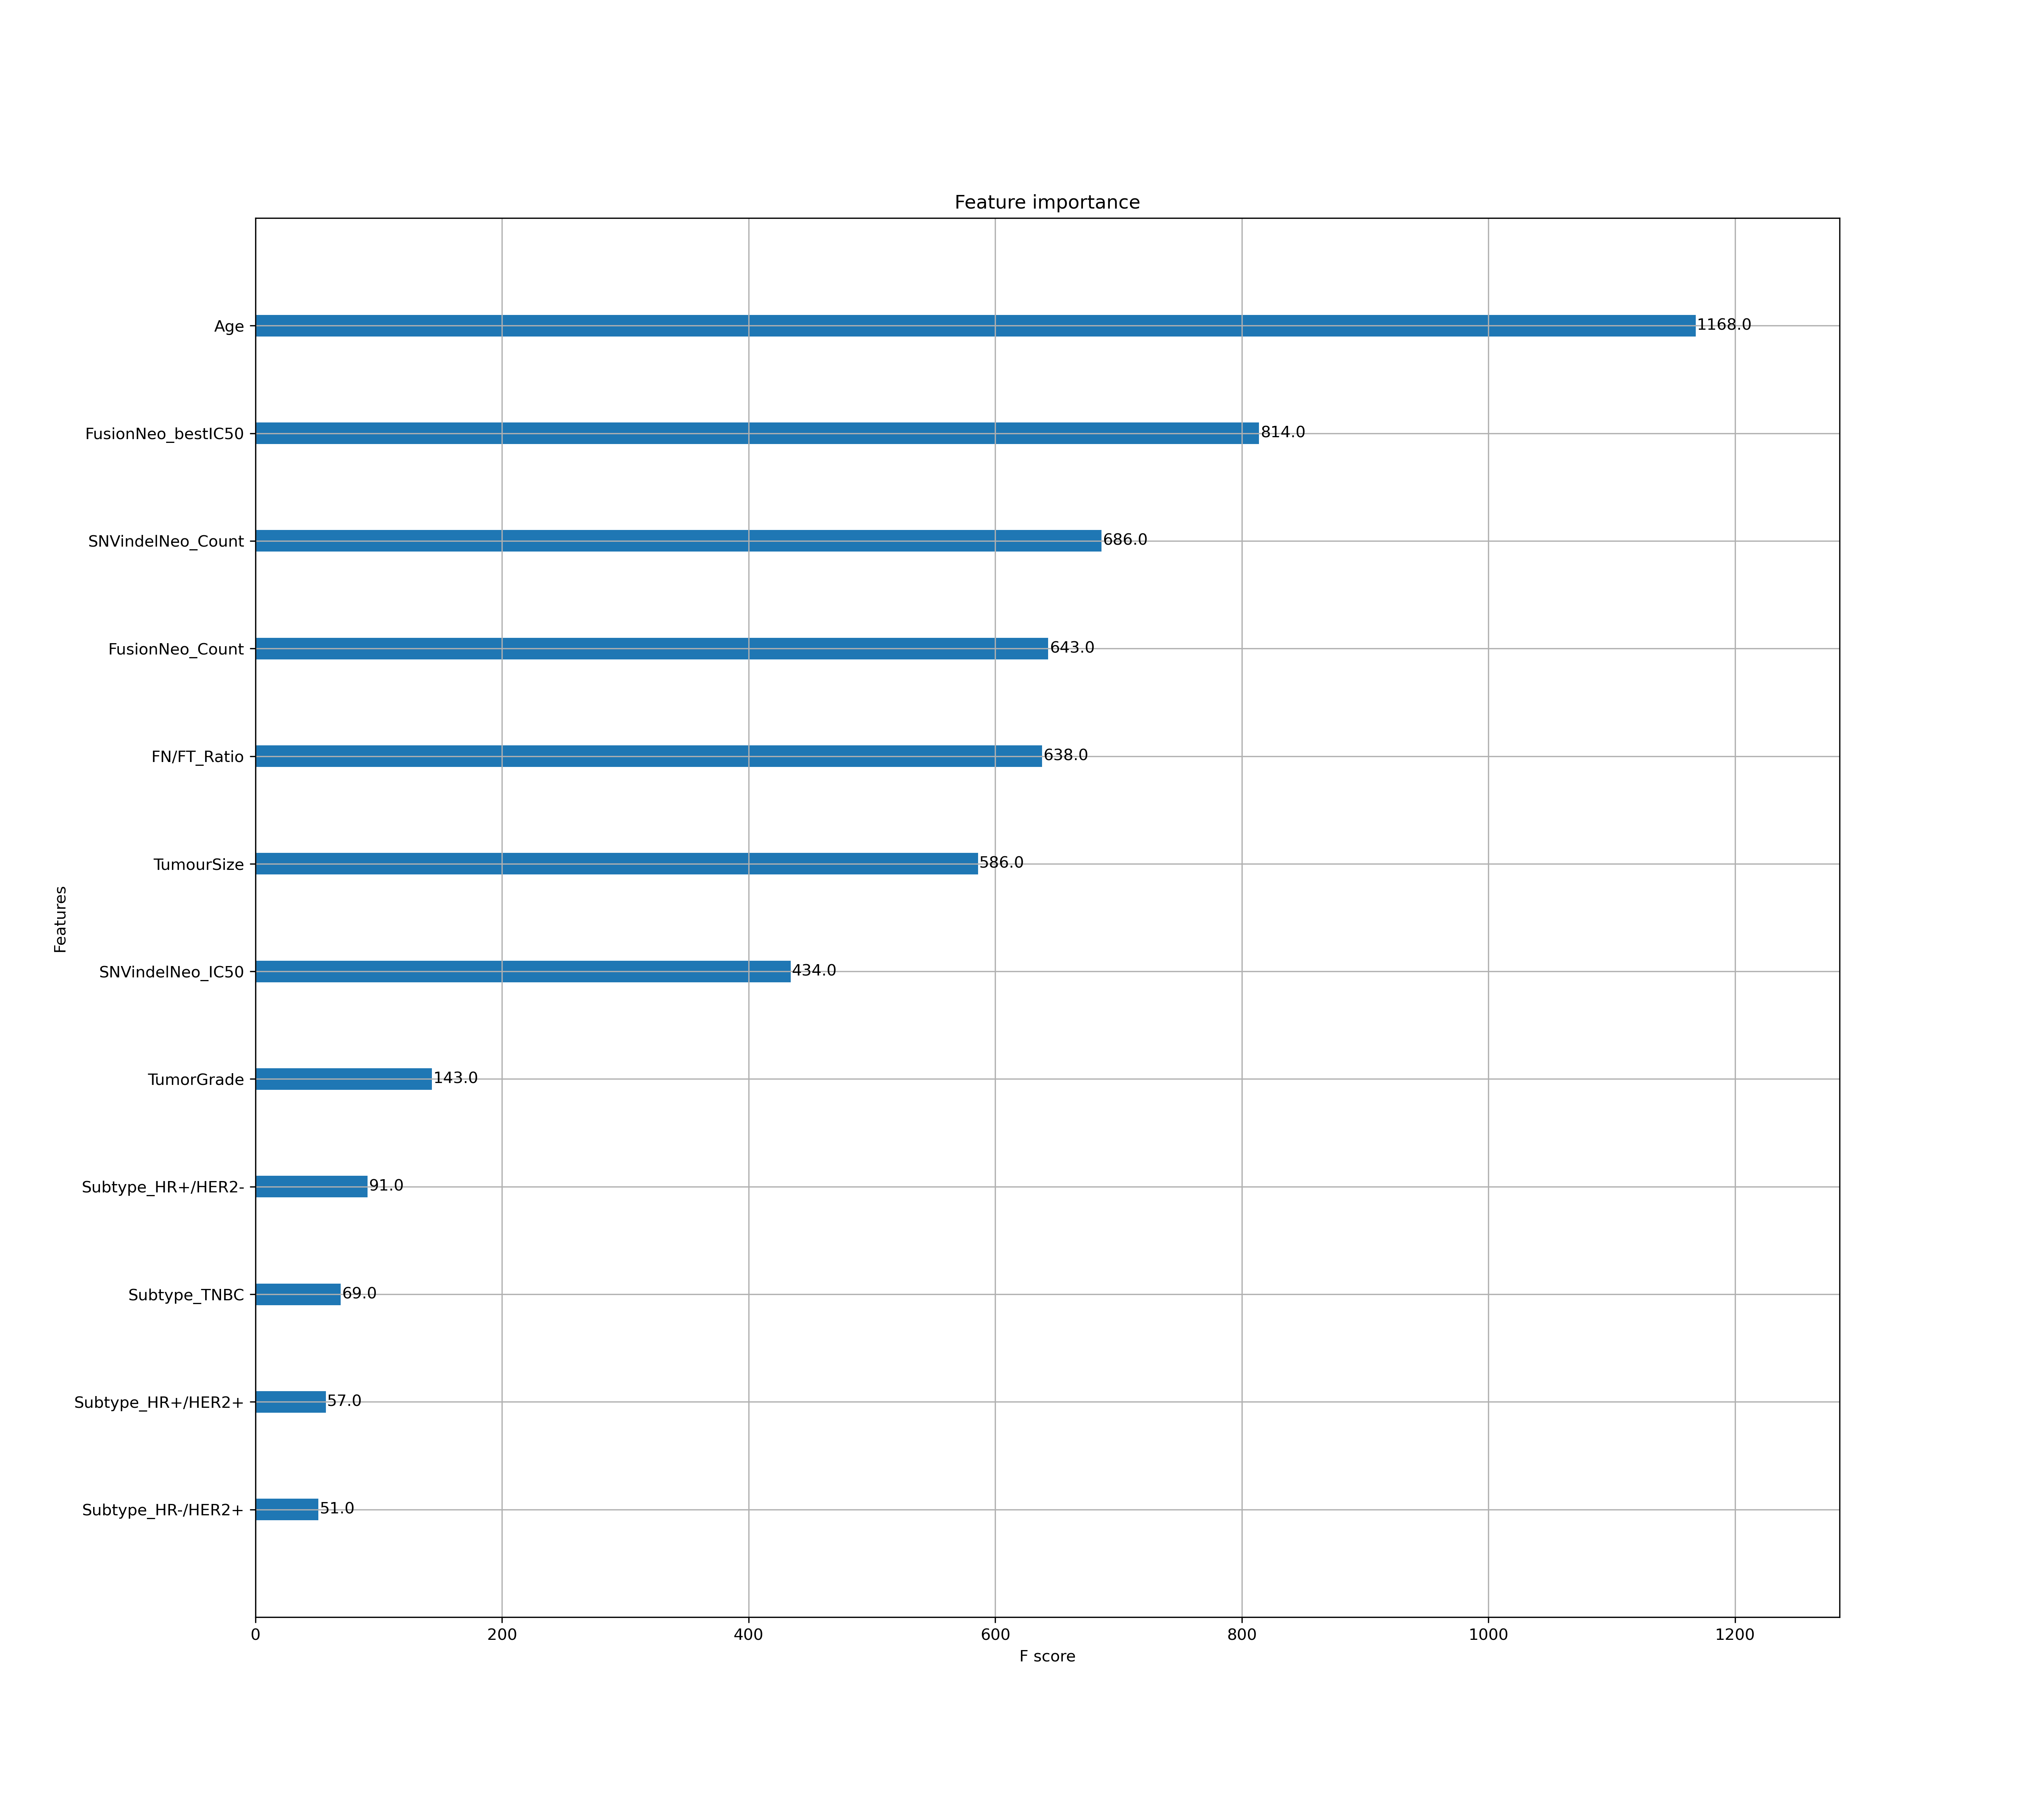 Feature importance
Age
1168.0
FusionNeo_bestIC50
814.0
SNVindelNeo_Count
686.0
FusionNeo_Count
643.0
FN/FT_Ratio
638.0
TumourSize
586.0
SNVindelNeo_IC50
434.0
TumorGrade
143.0
Subtype_HR+/HER2-
91.0
Subtype_TNBC
69.0
Subtype_HR+/HER2+
57.0
Subtype_HR-/HER2+
51.0
Features
0 200 400 600 800 1000 1200
F score